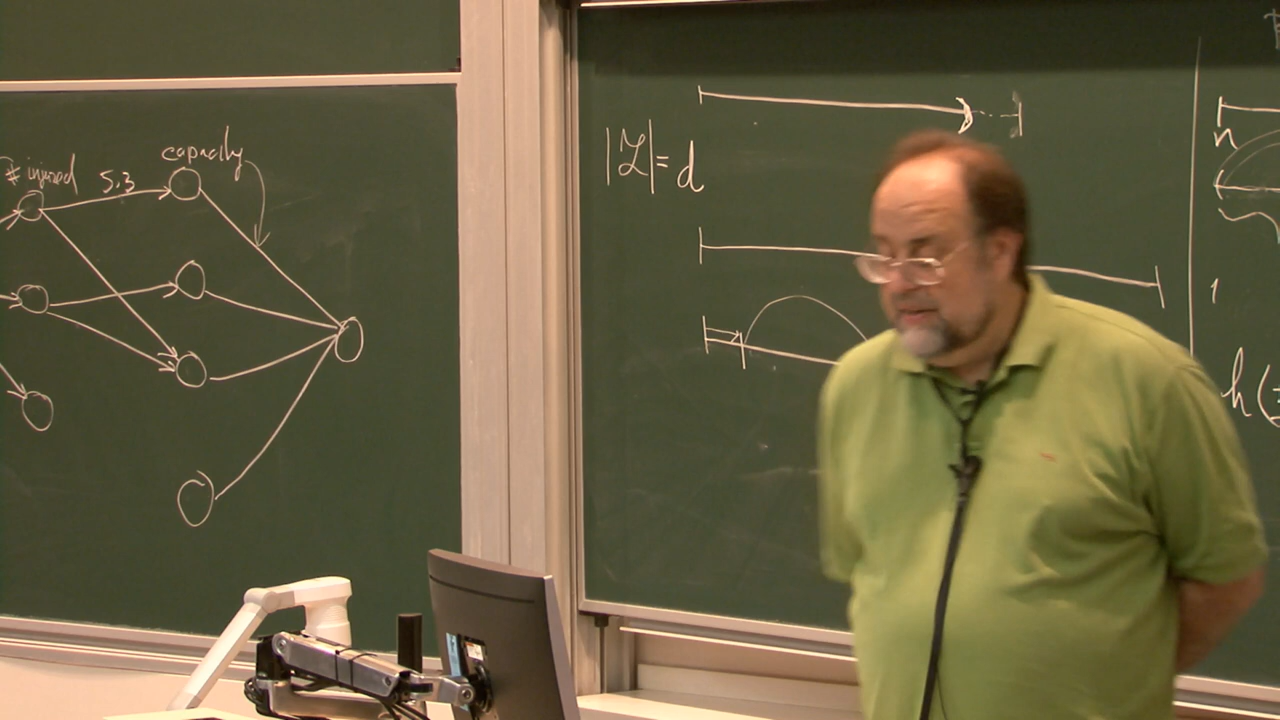 # injured
5.3
capacity
|Z| = d
n
1
h(